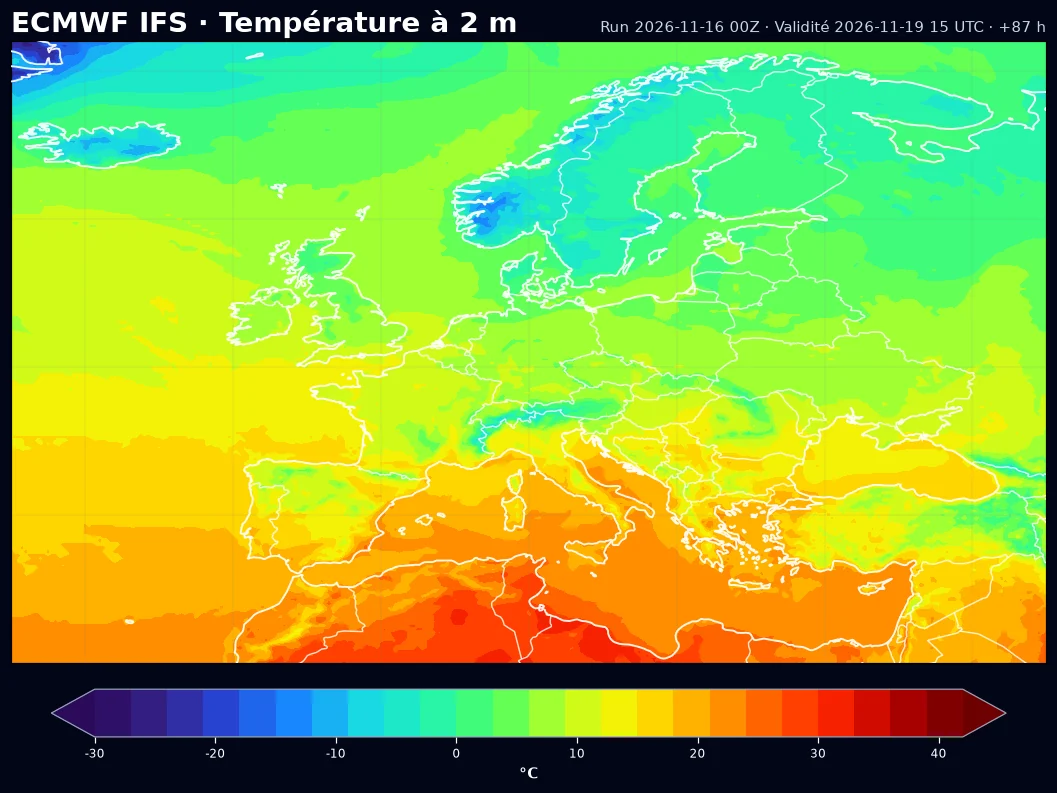 ECMWF IFS · Température à 2 m
Run 2026-11-16 00Z · Validité 2026-11-19 15 UTC · +87 h
-30 -20 -10 0 10 20 30 40
°C